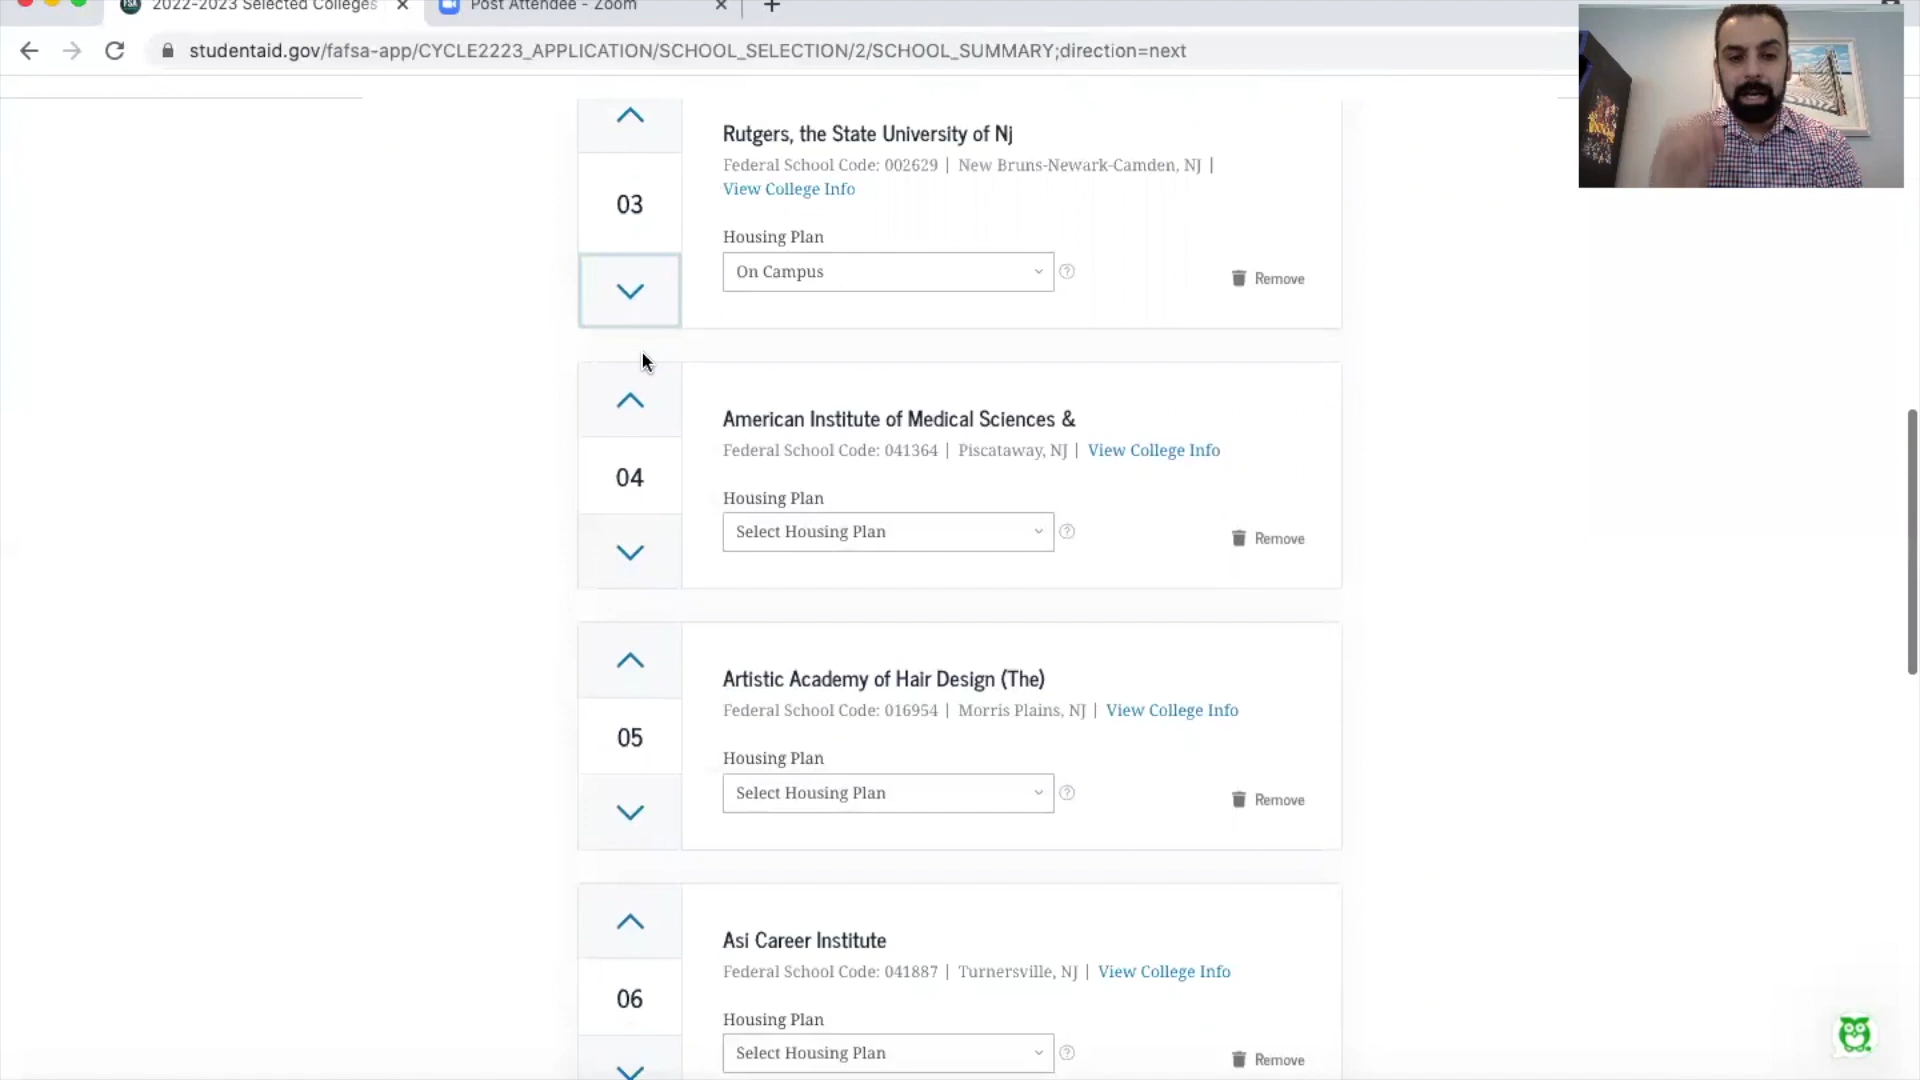 2022-2023 Selected Colleges
Post Attendee - Zoom
studentaid.gov/fafsa-app/CYCLE2223_APPLICATION/SCHOOL_SELECTION/2/SCHOOL_SUMMARY;direction=next
03
Rutgers, the State University of Nj
Federal School Code: 002629 | New Bruns-Newark-Camden, NJ |
View College Info
Housing Plan
On Campus
Remove
04
American Institute of Medical Sciences &
Federal School Code: 041364 | Piscataway, NJ | View College Info
Housing Plan
Select Housing Plan
Remove
05
Artistic Academy of Hair Design (The)
Federal School Code: 016954 | Morris Plains, NJ | View College Info
Housing Plan
Select Housing Plan
Remove
06
Asi Career Institute
Federal School Code: 041887 | Turnersville, NJ | View College Info
Housing Plan
Select Housing Plan
Remove